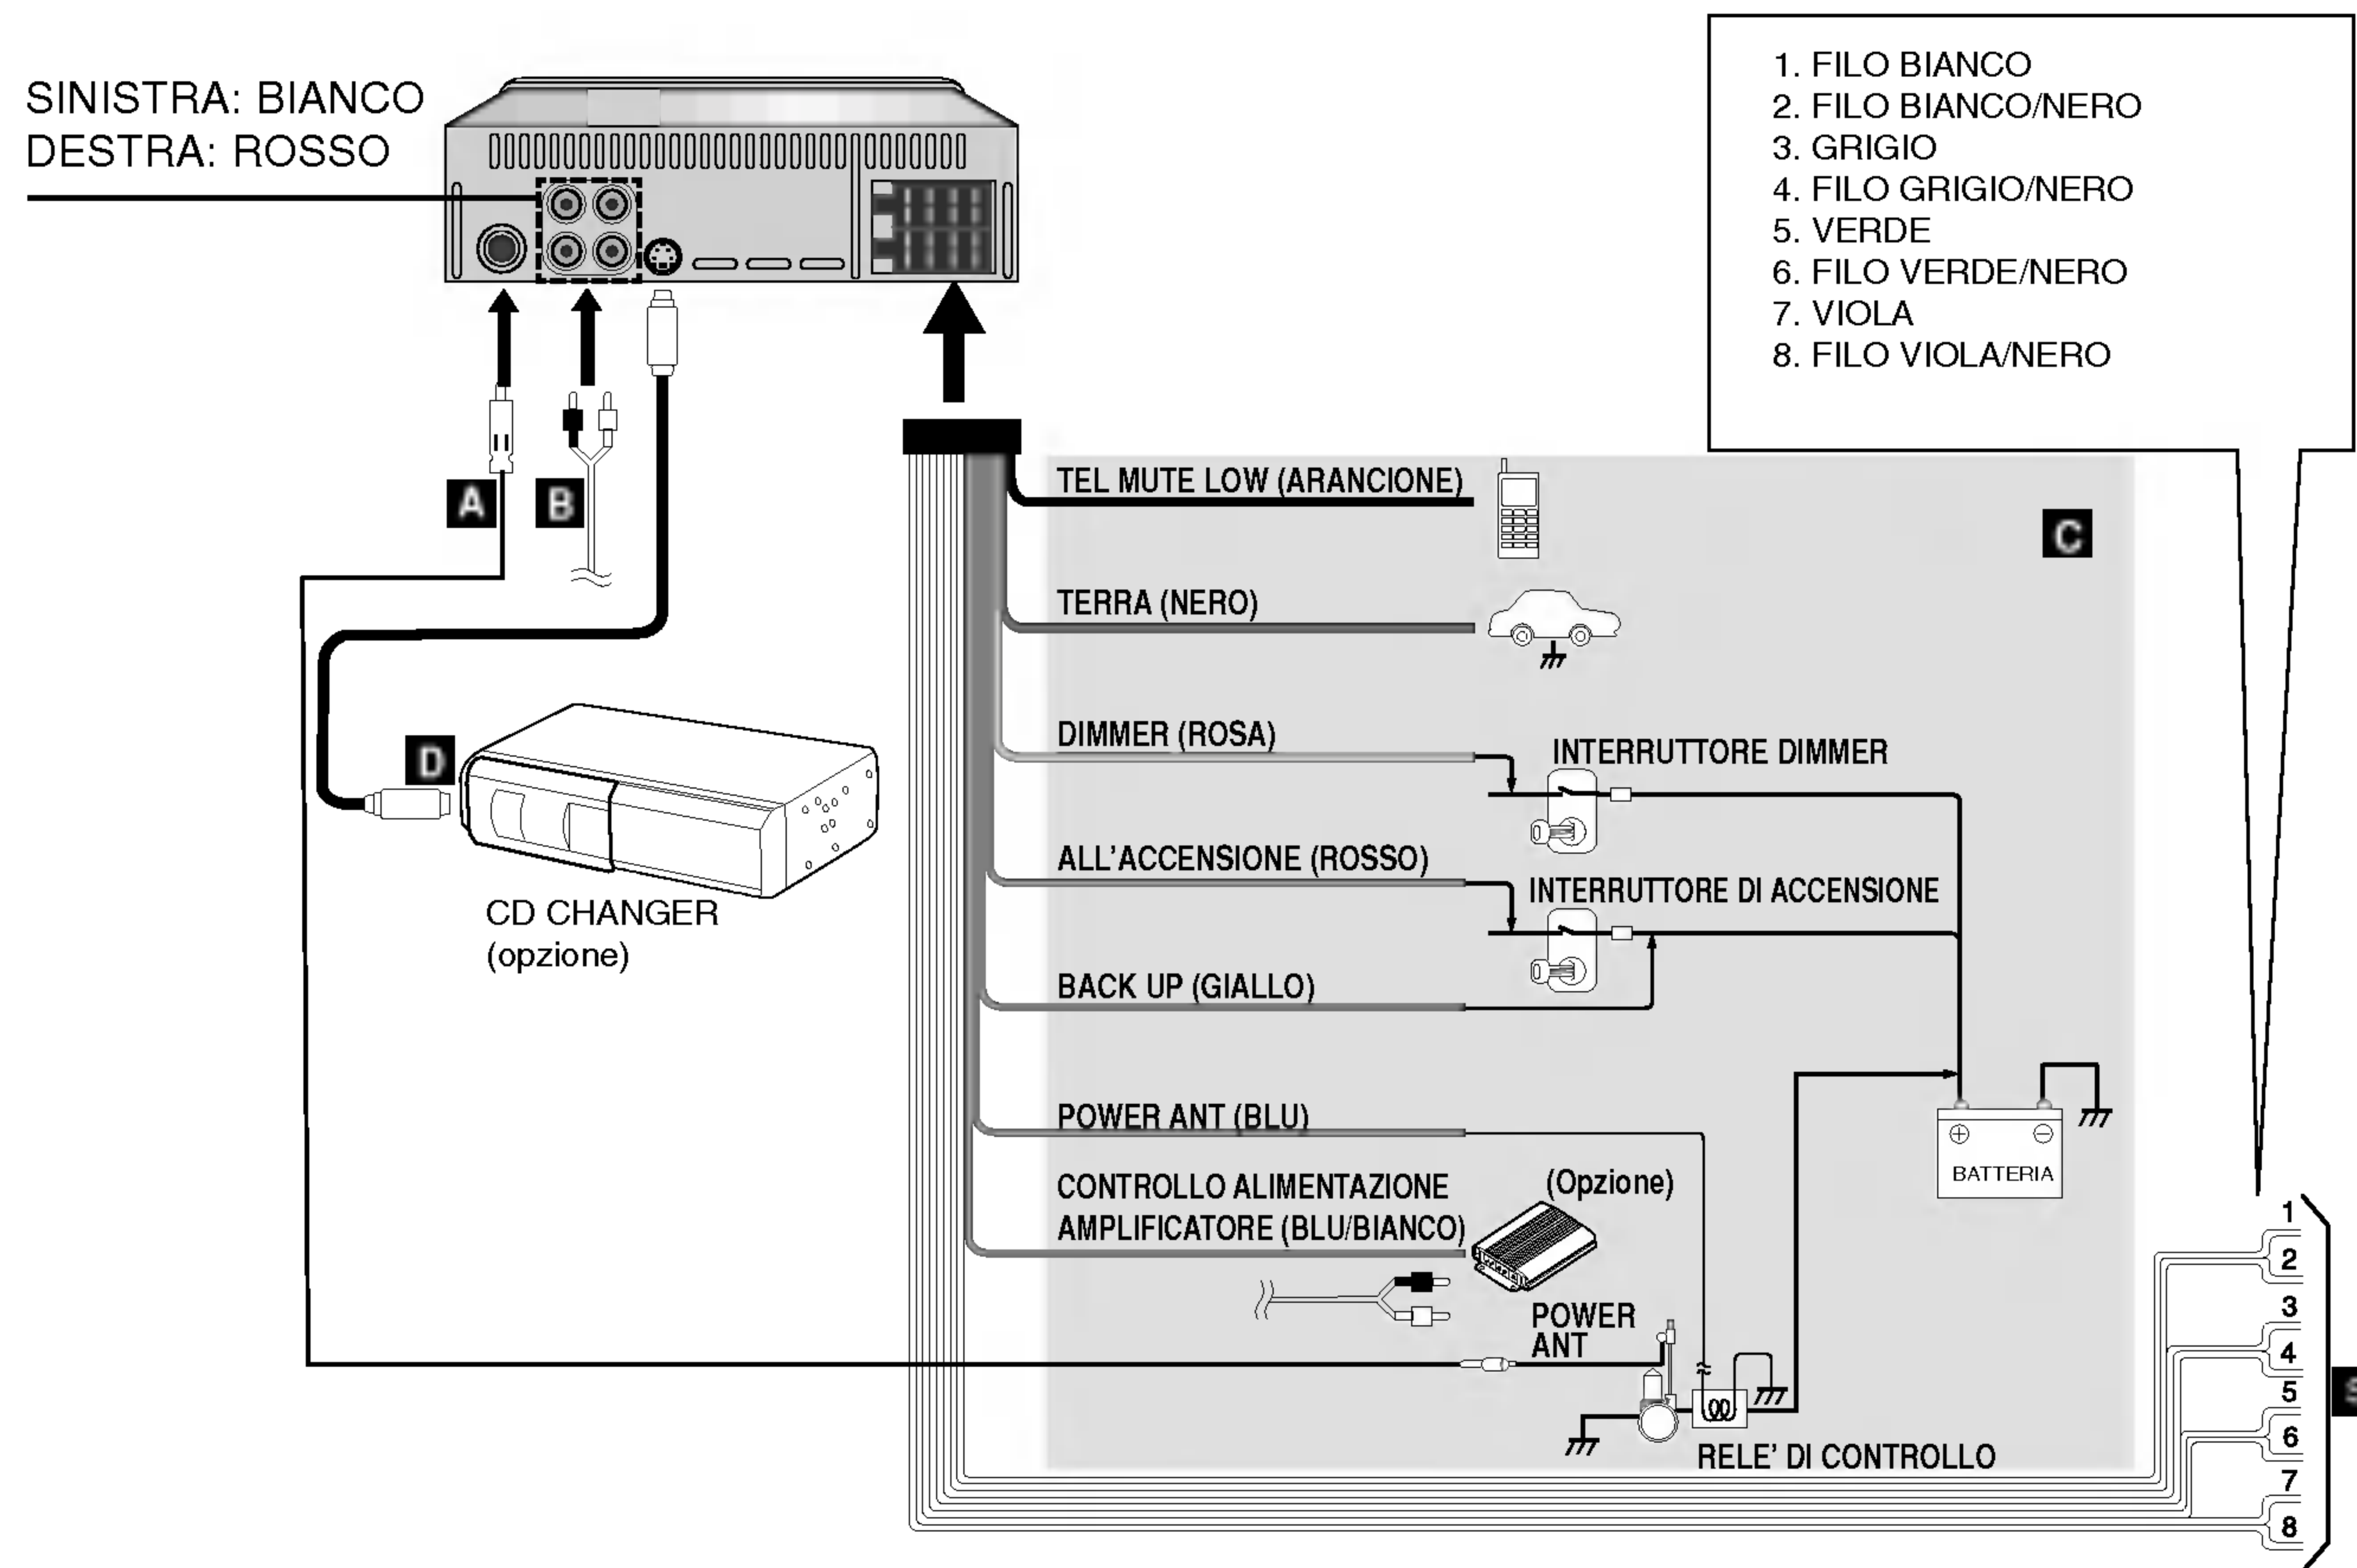 SINISTRA: BIANCO
DESTRA: ROSSO
1. FILO BIANCO
2. FILO BIANCO/NERO
3. GRIGIO
4. FILO GRIGIO/NERO
5. VERDE
6. FILO VERDE/NERO
7. VIOLA
8. FILO VIOLA/NERO
A
B
C
D
TEL MUTE LOW (ARANCIONE)
TERRA (NERO)
DIMMER (ROSA)
INTERRUTTORE DIMMER
ALL'ACCENSIONE (ROSSO)
INTERRUTTORE DI ACCENSIONE
CD CHANGER
(opzione)
BACK UP (GIALLO)
POWER ANT (BLU)
BATTERIA
CONTROLLO ALIMENTAZIONE
AMPLIFICATORE (BLU/BIANCO)
(Opzione)
POWER
ANT
RELE' DI CONTROLLO
1
2
3
4
5
6
7
8